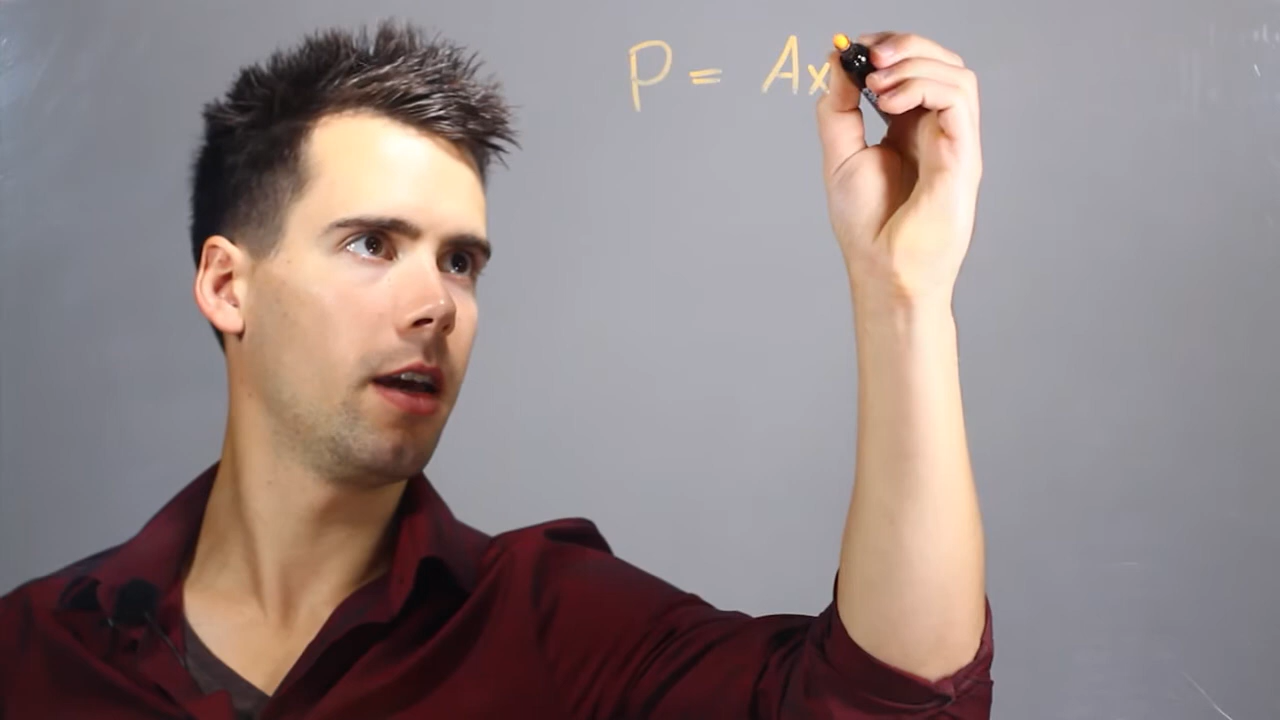 P = Ax